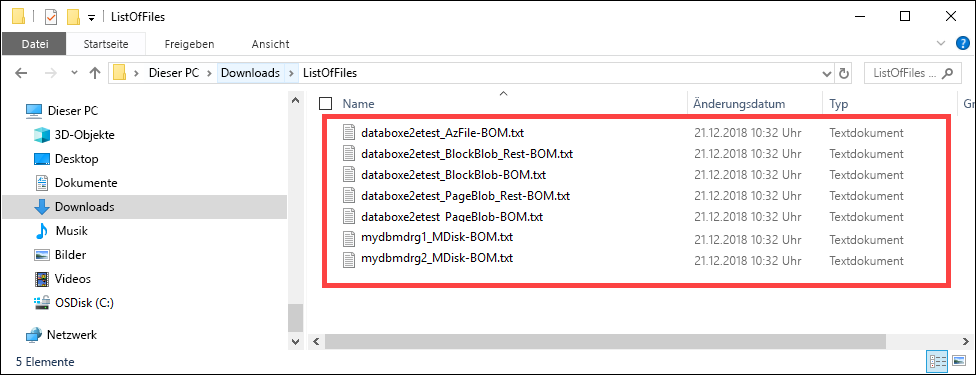 ListOfFiles
Datei Startseite Freigeben Ansicht
Dieser PC Downloads ListOfFiles ListOfFiles ...
Dieser PC
3D-Objekte
Desktop
Dokumente
Downloads
Musik
Bilder
Videos
OSDisk (C:)
Netzwerk
Name Änderungsdatum Typ Gr
databoxe2etest_AzFile-BOM.txt 21.12.2018 10:32 Uhr Textdokument
databoxe2etest_BlockBlob_Rest-BOM.txt 21.12.2018 10:32 Uhr Textdokument
databoxe2etest_BlockBlob-BOM.txt 21.12.2018 10:32 Uhr Textdokument
databoxe2etest_PageBlob_Rest-BOM.txt 21.12.2018 10:32 Uhr Textdokument
databoxe2etest_PageBlob-BOM.txt 21.12.2018 10:32 Uhr Textdokument
mydbmdrg1_MDisk-BOM.txt 21.12.2018 10:32 Uhr Textdokument
mydbmdrg2_MDisk-BOM.txt 21.12.2018 10:32 Uhr Textdokument
5 Elemente